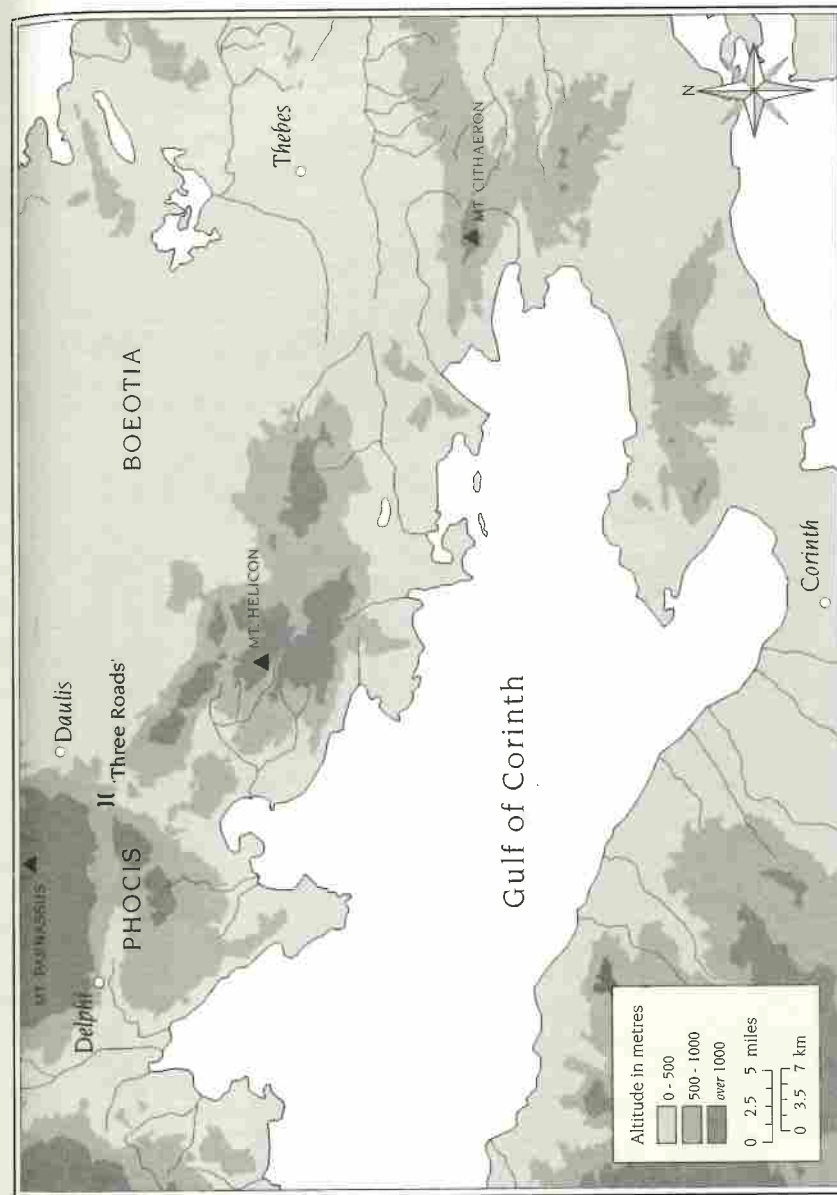 MT. PARNASSUS
Daulis
'Three Roads'
Delphi
PHOCIS
BOEOTIA
Thebes
MT. HELICON
MT. CITHAERON
Gulf of Corinth
Corinth
N
Altitude in metres
0 - 500
500 - 1000
over 1000
0 2.5 5 miles
0 3.5 7 km